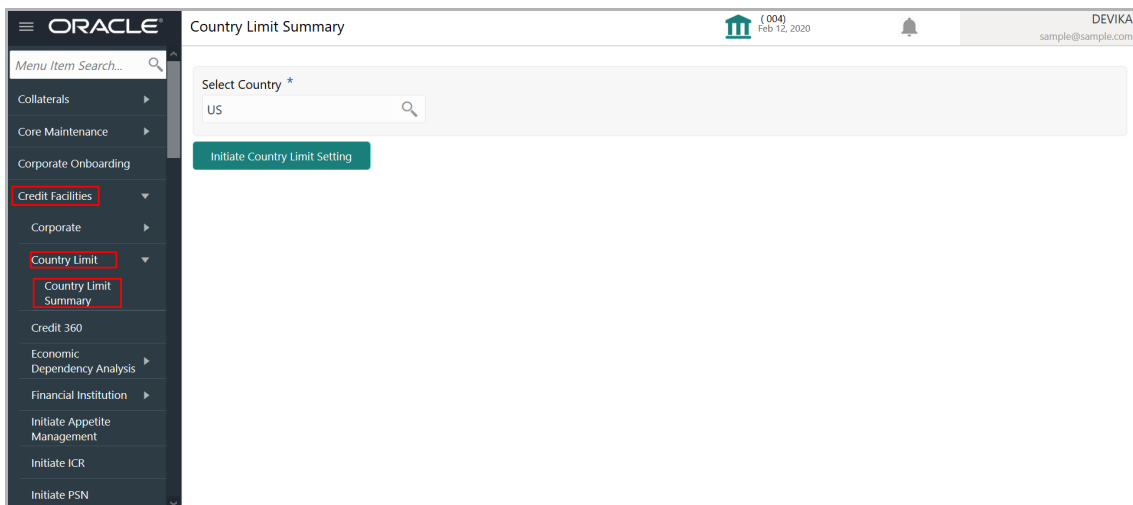 ORACLE
Country Limit Summary
( 004)
Feb 12, 2020
DEVIKA
sample@sample.com
Menu Item Search...
Collaterals
Core Maintenance
Corporate Onboarding
Credit Facilities
Corporate
Country Limit
Country Limit
Summary
Credit 360
Economic
Dependency Analysis
Financial Institution
Initiate Appetite
Management
Initiate ICR
Initiate PSN
Select Country *
US
Initiate Country Limit Setting